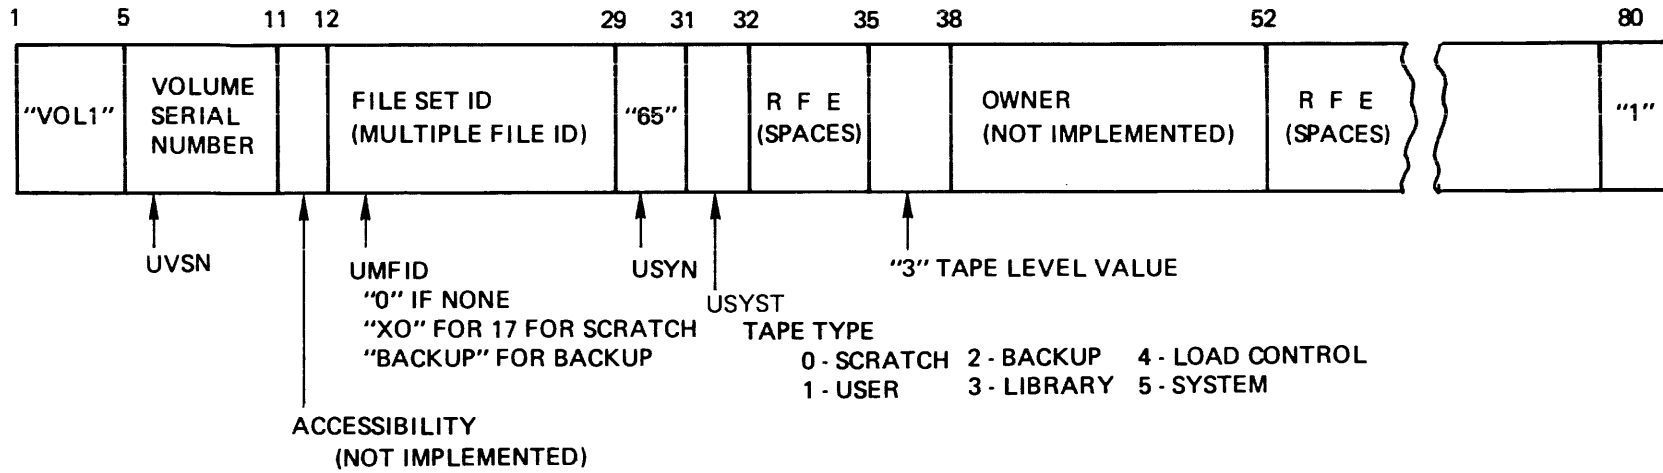 1 5 11 12 29 31 32 35 38 52 80
"VOL1"
VOLUME
SERIAL
NUMBER
FILE SET ID
(MULTIPLE FILE ID)
"65"
R F E
(SPACES)
OWNER
(NOT IMPLEMENTED)
R F E
(SPACES)
"1"
UVSN
UMFID
"0" IF NONE
"XO" FOR 17 FOR SCRATCH
"BACKUP" FOR BACKUP
USYN
USYST
TAPE TYPE
0 - SCRATCH 2 - BACKUP 4 - LOAD CONTROL
1 - USER 3 - LIBRARY 5 - SYSTEM
"3" TAPE LEVEL VALUE
ACCESSIBILITY
(NOT IMPLEMENTED)